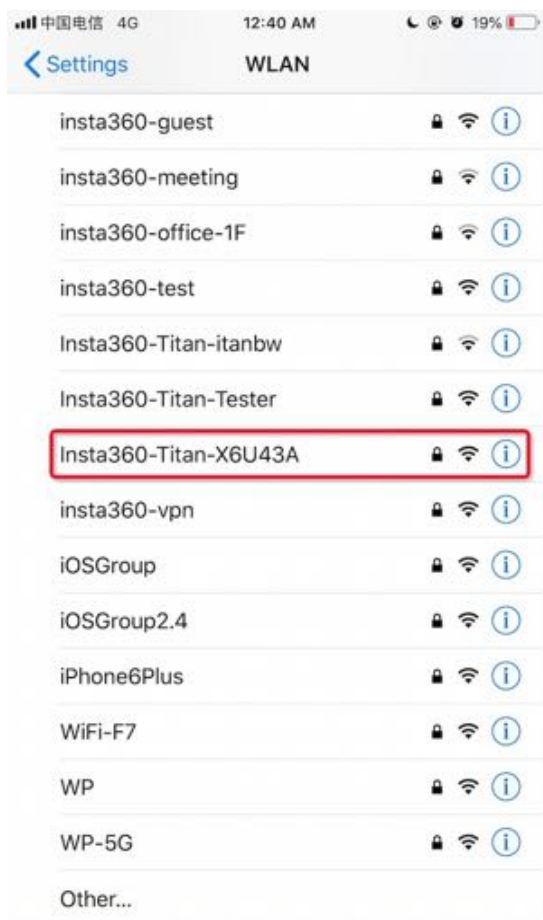 中国电信 4G 12:40 AM 19%
Settings WLAN
insta360-guest
insta360-meeting
insta360-office-1F
insta360-test
Insta360-Titan-itanbw
Insta360-Titan-Tester
Insta360-Titan-X6U43A
insta360-vpn
iOSGroup
iOSGroup2.4
iPhone6Plus
WiFi-F7
WP
WP-5G
Other...